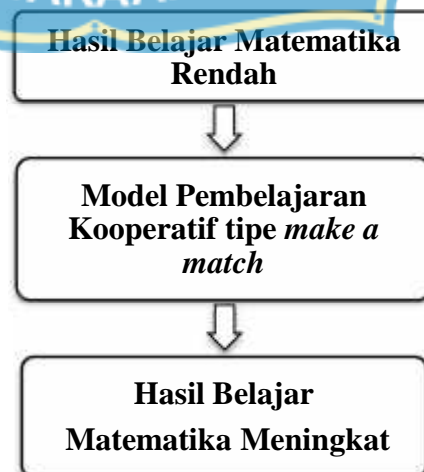 Hasil Belajar Matematika
Rendah
Model Pembelajaran
Kooperatif tipe make a
match
Hasil Belajar
Matematika Meningkat